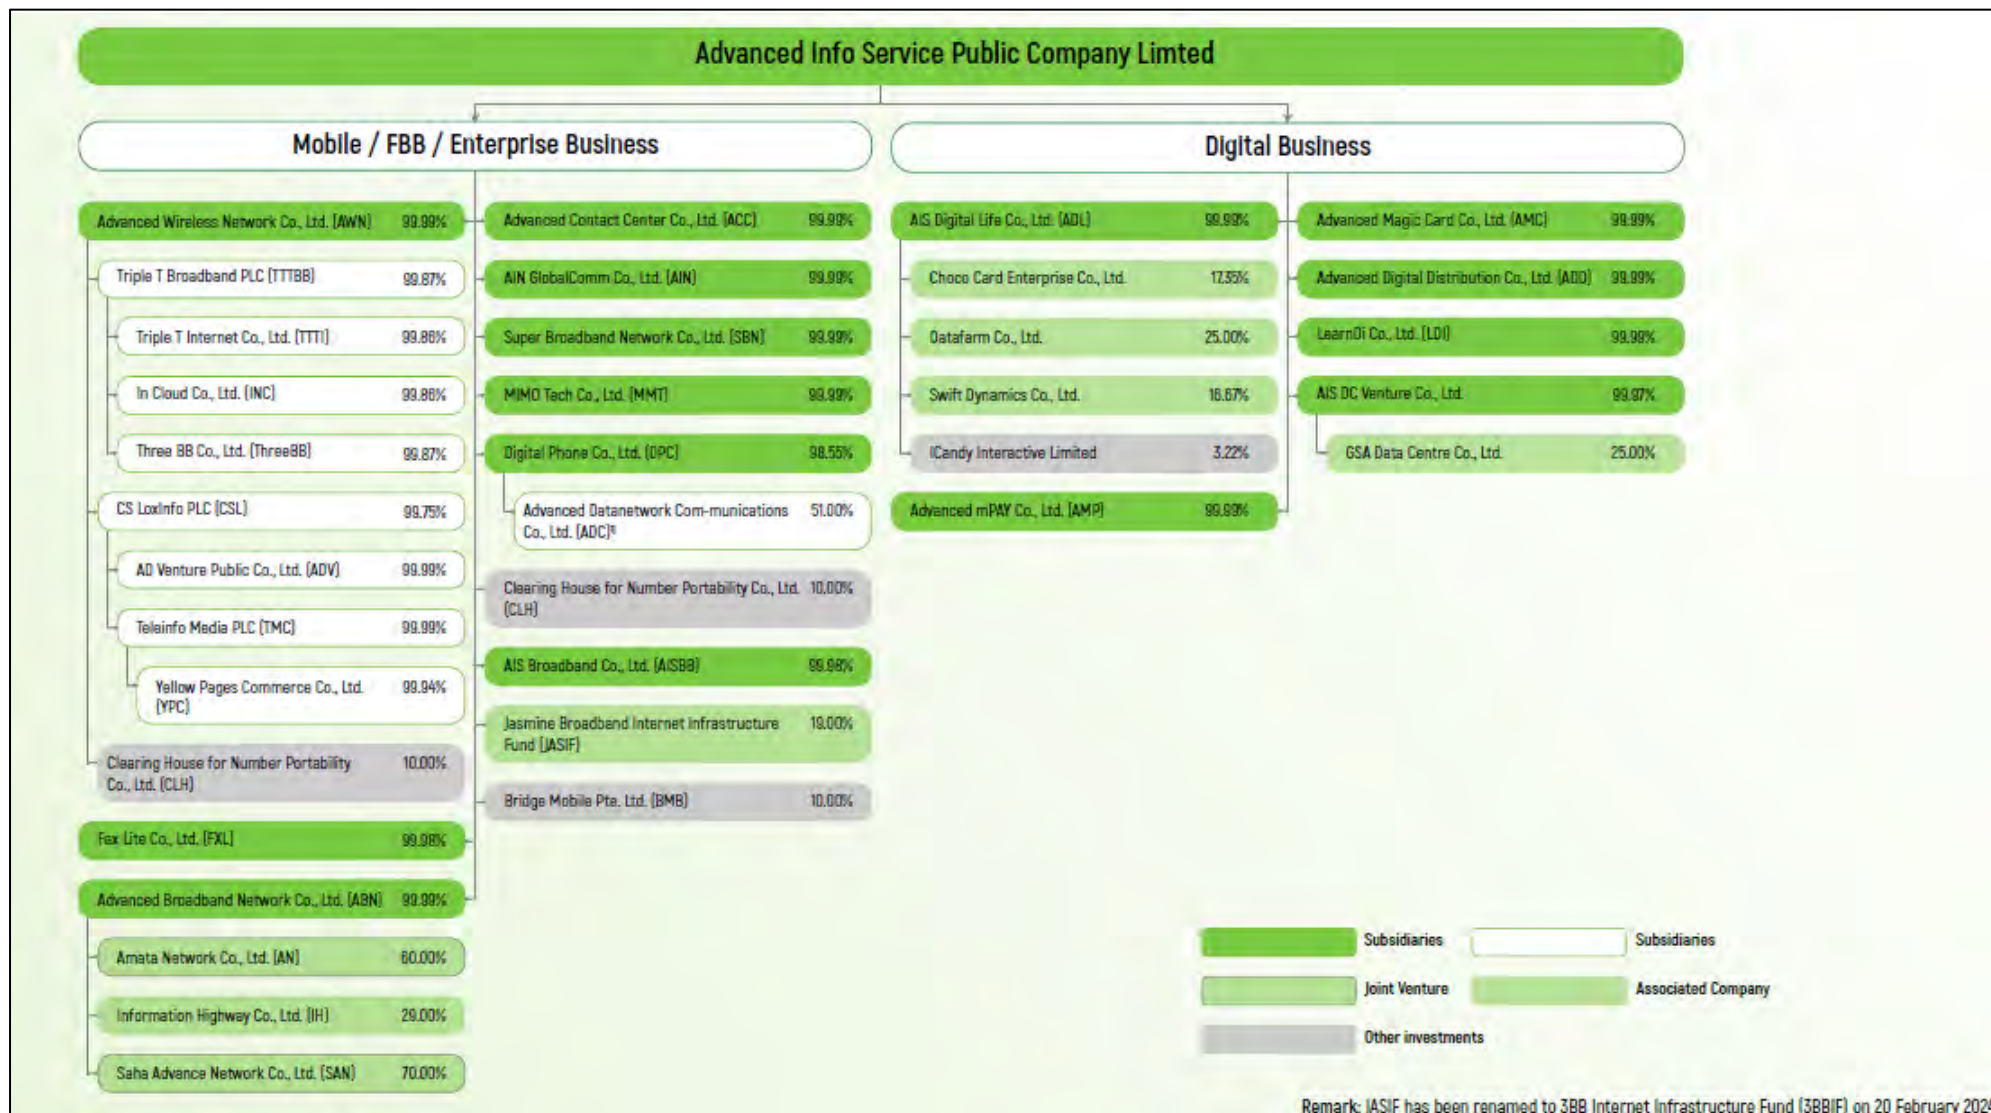 Advanced Info Service Public Company Limted
Mobile / FBB / Enterprise Business
Advanced Wireless Network Co., Ltd. (AWN) 99.99%
Triple T Broadband PLC (TTTBB) 99.87%
Triple T Internet Co., Ltd. (TTTI) 99.86%
In Cloud Co., Ltd. (INC) 99.86%
Three BB Co., Ltd. (ThreeBB) 99.87%
CS LoxInfo PLC (CSL) 99.75%
AD Venture Public Co., Ltd. (ADV) 99.99%
Teleinfo Media PLC (TMC) 99.99%
Yellow Pages Commerce Co., Ltd. 99.94%
(YPC)
Clearing House for Number Portability 10.00%
Co., Ltd. (CLH)
Fax Lite Co., Ltd. (FXL) 99.98%
Advanced Broadband Network Co., Ltd. (ABN) 99.99%
Amata Network Co., Ltd. (AN) 60.00%
Information Highway Co., Ltd. (IH) 29.00%
Saha Advance Network Co., Ltd. (SAN) 70.00%
Advanced Contact Center Co., Ltd. (ACC) 99.99%
AIN GlobalComm Co., Ltd. (AIN) 99.99%
Super Broadband Network Co., Ltd. (SBN) 99.99%
MIMO Tech Co., Ltd. (MMT) 99.99%
Digital Phone Co., Ltd. (DPC) 98.55%
Advanced Datanetwork Com-munications 51.00%
Co., Ltd. (ADC)
Clearing House for Number Portability Co., Ltd. 10.00%
(CLH)
AIS Broadband Co., Ltd. (AISBB) 99.98%
Jasmine Broadband Internet Infrastructure 19.00%
Fund (JASIF)
Bridge Mobile Pte. Ltd. (BMB) 10.00%
Digital Business
AIS Digital Life Co., Ltd. (ADL) 99.99%
Choco Card Enterprise Co., Ltd. 17.35%
Datafarm Co., Ltd. 25.00%
Swift Dynamics Co., Ltd. 16.67%
iCandy Interactive Limited 3.22%
Advanced mPAY Co., Ltd. (AMP) 99.99%
Advanced Magic Card Co., Ltd. (AMC) 99.99%
Advanced Digital Distribution Co., Ltd. (ADD) 99.99%
LearnDi Co., Ltd. (LDI) 99.99%
AIS DC Venture Co., Ltd. 99.97%
GSA Data Centre Co., Ltd. 25.00%
Subsidiaries
Subsidiaries
Joint Venture
Associated Company
Other investments
Remark: JASIF has been renamed to 3BB Internet Infrastructure Fund (3BBIF) on 20 February